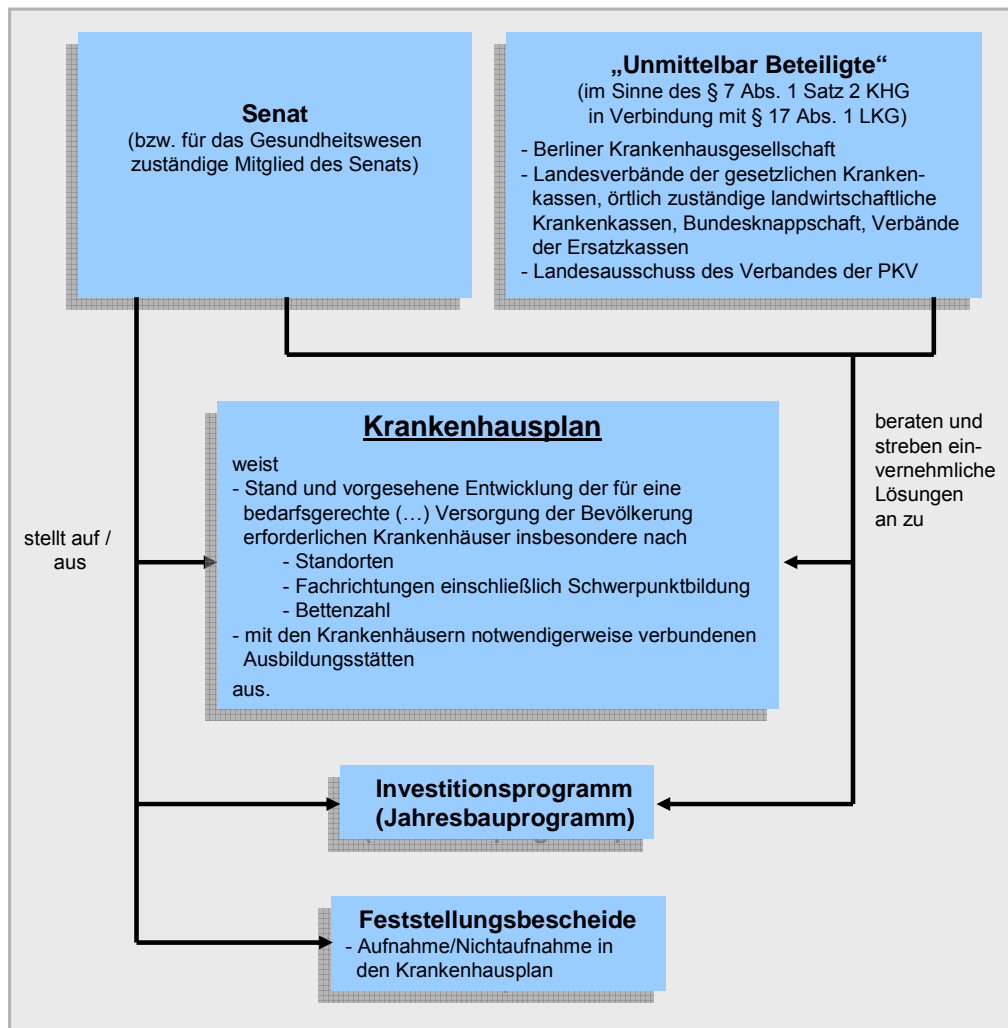 Senat
(bzw. für das Gesundheitswesen
zuständige Mitglied des Senats)
„Unmittelbar Beteiligte“
(im Sinne des § 7 Abs. 1 Satz 2 KHG
in Verbindung mit § 17 Abs. 1 LKG)
- Berliner Krankenhausgesellschaft
- Landesverbände der gesetzlichen Kranken-
kassen, örtlich zuständige landwirtschaftliche
Krankenkassen, Bundesknappschaft, Verbände
der Ersatzkassen
- Landesausschuss des Verbandes der PKV
Krankenhausplan
weist
- Stand und vorgesehene Entwicklung der für eine
bedarfsgerechte (…) Versorgung der Bevölkerung
erforderlichen Krankenhäuser insbesondere nach
- Standorten
- Fachrichtungen einschließlich Schwerpunktbildung
- Bettenzahl
- mit den Krankenhäusern notwendigerweise verbundenen
Ausbildungsstätten
aus.
stellt auf /
aus
beraten und
streben ein-
vernehmliche
Lösungen
an zu
Investitionsprogramm
(Jahresbauprogramm)
Feststellungsbescheide
- Aufnahme/Nichtaufnahme in
den Krankenhausplan